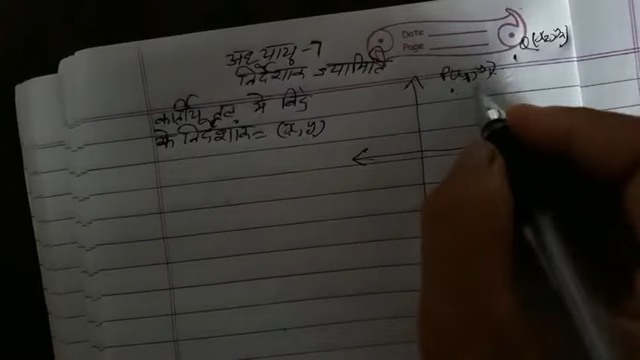 Date
Page
अध्याय-7
निर्देशांक ज्यामिति
कार्तीय तल में बिंदु
के निर्देशांक = (x, y)